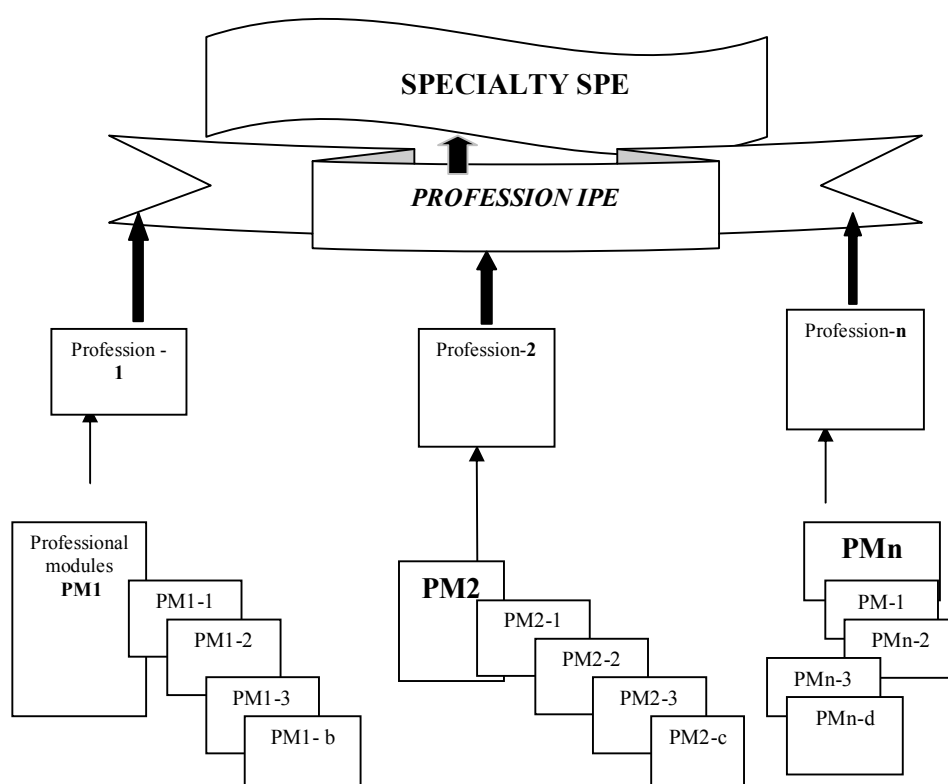 SPECIALTY SPE
PROFESSION IPE
Profession -
1
Profession-2
Profession-n
Professional
modules
PM1
PM1-1
PM1-2
PM1-3
PM1- b
PM2
PM2-1
PM2-2
PM2-3
PM2-c
PMn
PM-1
PMn-2
PMn-3
PMn-d